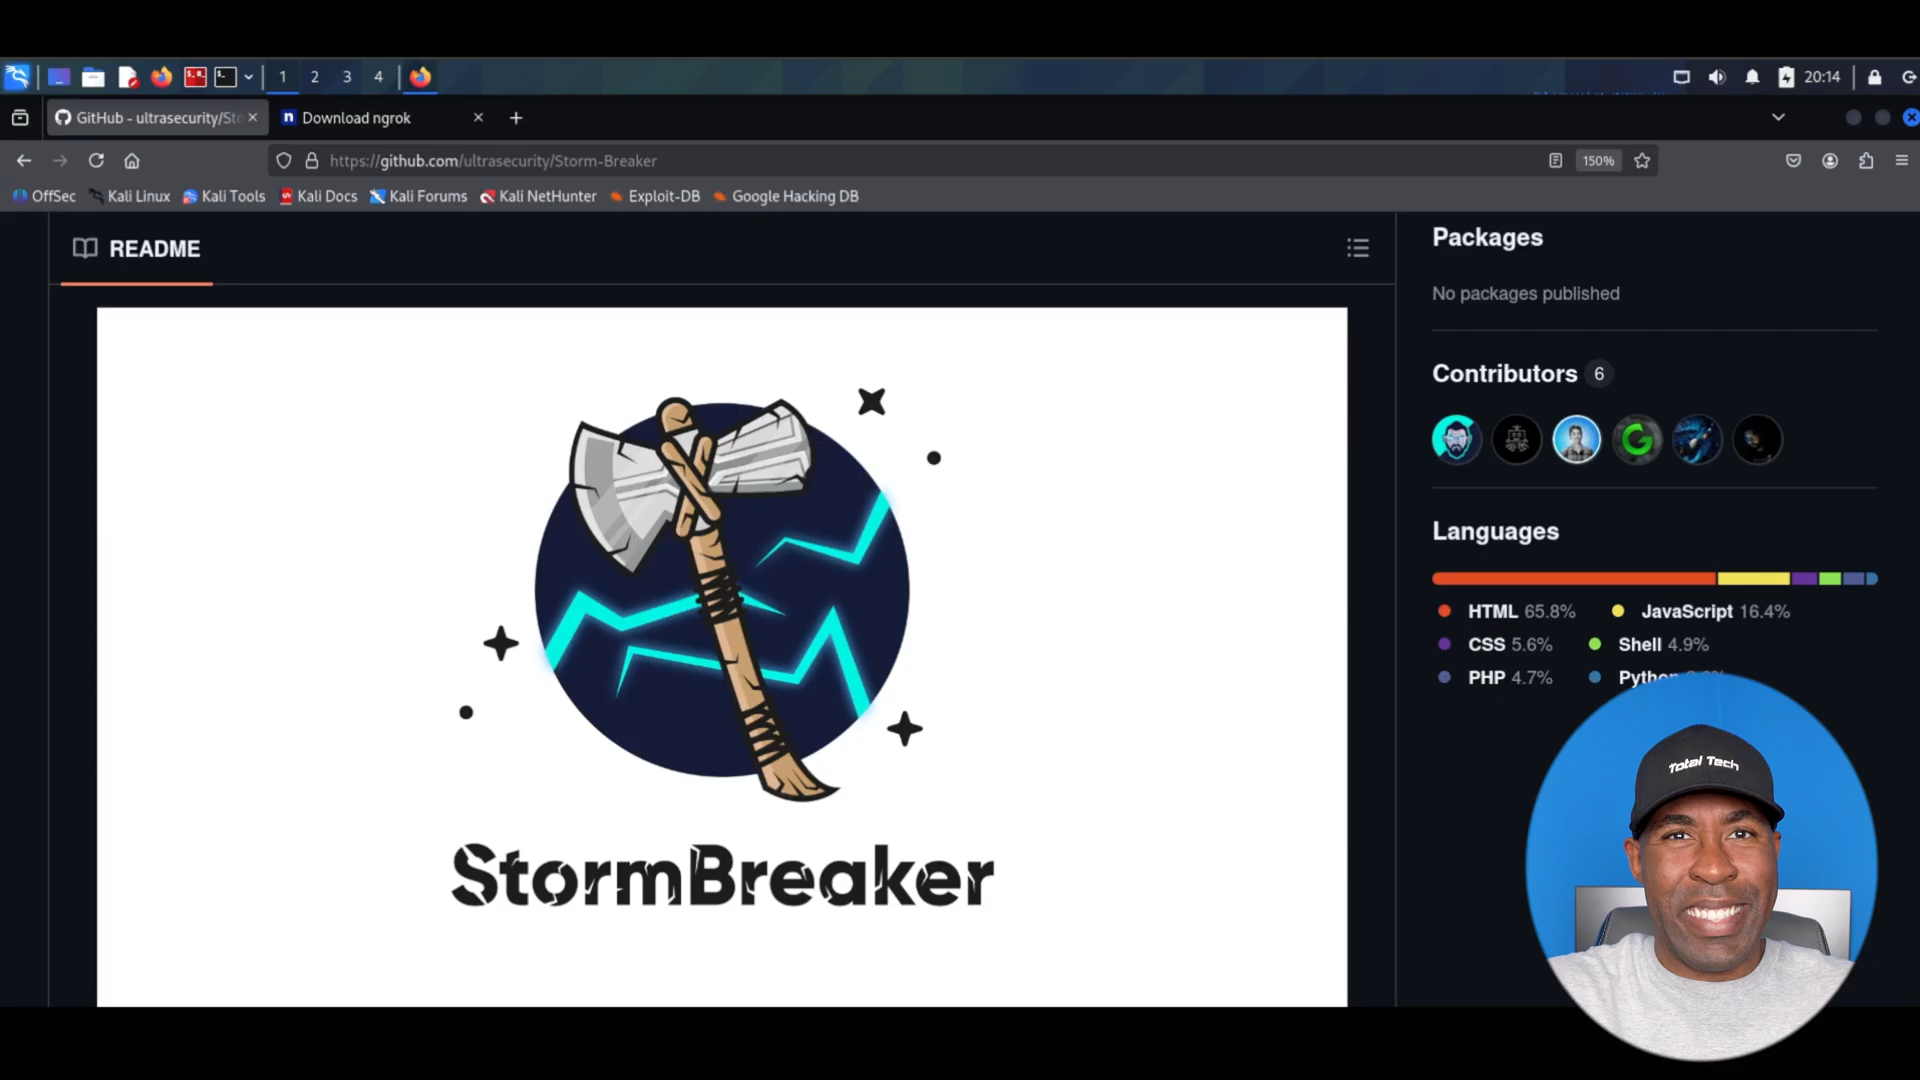 1 2 3 4 20:14
GitHub - ultrasecurity/Sto Download ngrok
https://github.com/ultrasecurity/Storm-Breaker 150%
OffSec Kali Linux Kali Tools Kali Docs Kali Forums Kali NetHunter Exploit-DB Google Hacking DB
README
StormBreaker
Packages
No packages published
Contributors 6
Languages
HTML 65.8% JavaScript 16.4%
CSS 5.6% Shell 4.9%
PHP 4.7% Python
Total Tech